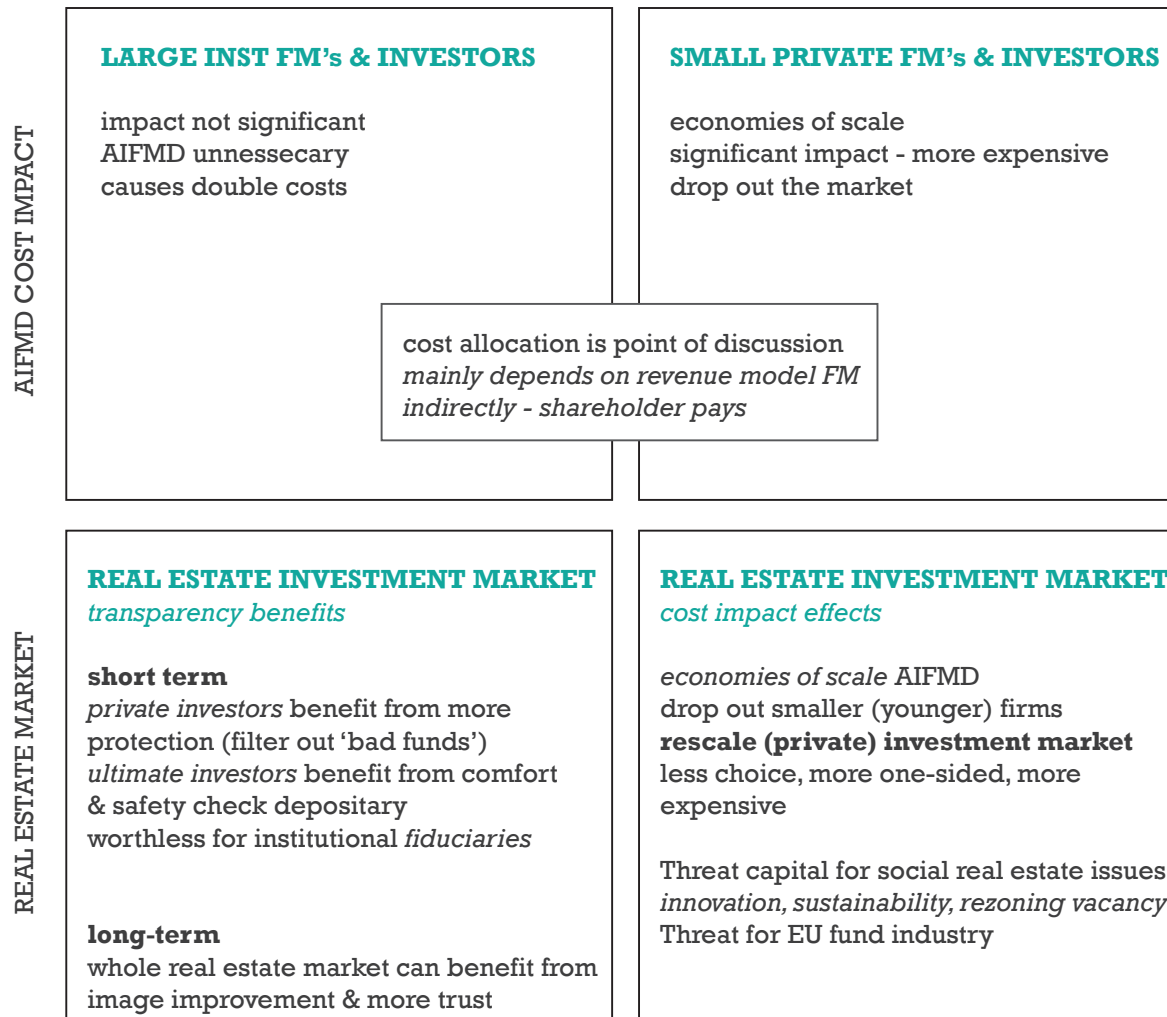 AIFMD COST IMPACT
LARGE INST FM's & INVESTORS
impact not significant
AIFMD unnessecary
causes double costs
SMALL PRIVATE FM's & INVESTORS
economies of scale
significant impact - more expensive
drop out the market
cost allocation is point of discussion
mainly depends on revenue model FM
indirectly - shareholder pays
REAL ESTATE MARKET
REAL ESTATE INVESTMENT MARKET
transparency benefits
short term
private investors benefit from more
protection (filter out ‘bad funds’)
ultimate investors benefit from comfort
& safety check depositary
worthless for institutional fiduciaries
long-term
whole real estate market can benefit from
image improvement & more trust
REAL ESTATE INVESTMENT MARKET
cost impact effects
economies of scale AIFMD
drop out smaller (younger) firms
rescale (private) investment market
less choice, more one-sided, more
expensive
Threat capital for social real estate issues
innovation, sustainability, rezoning vacancy
Threat for EU fund industry